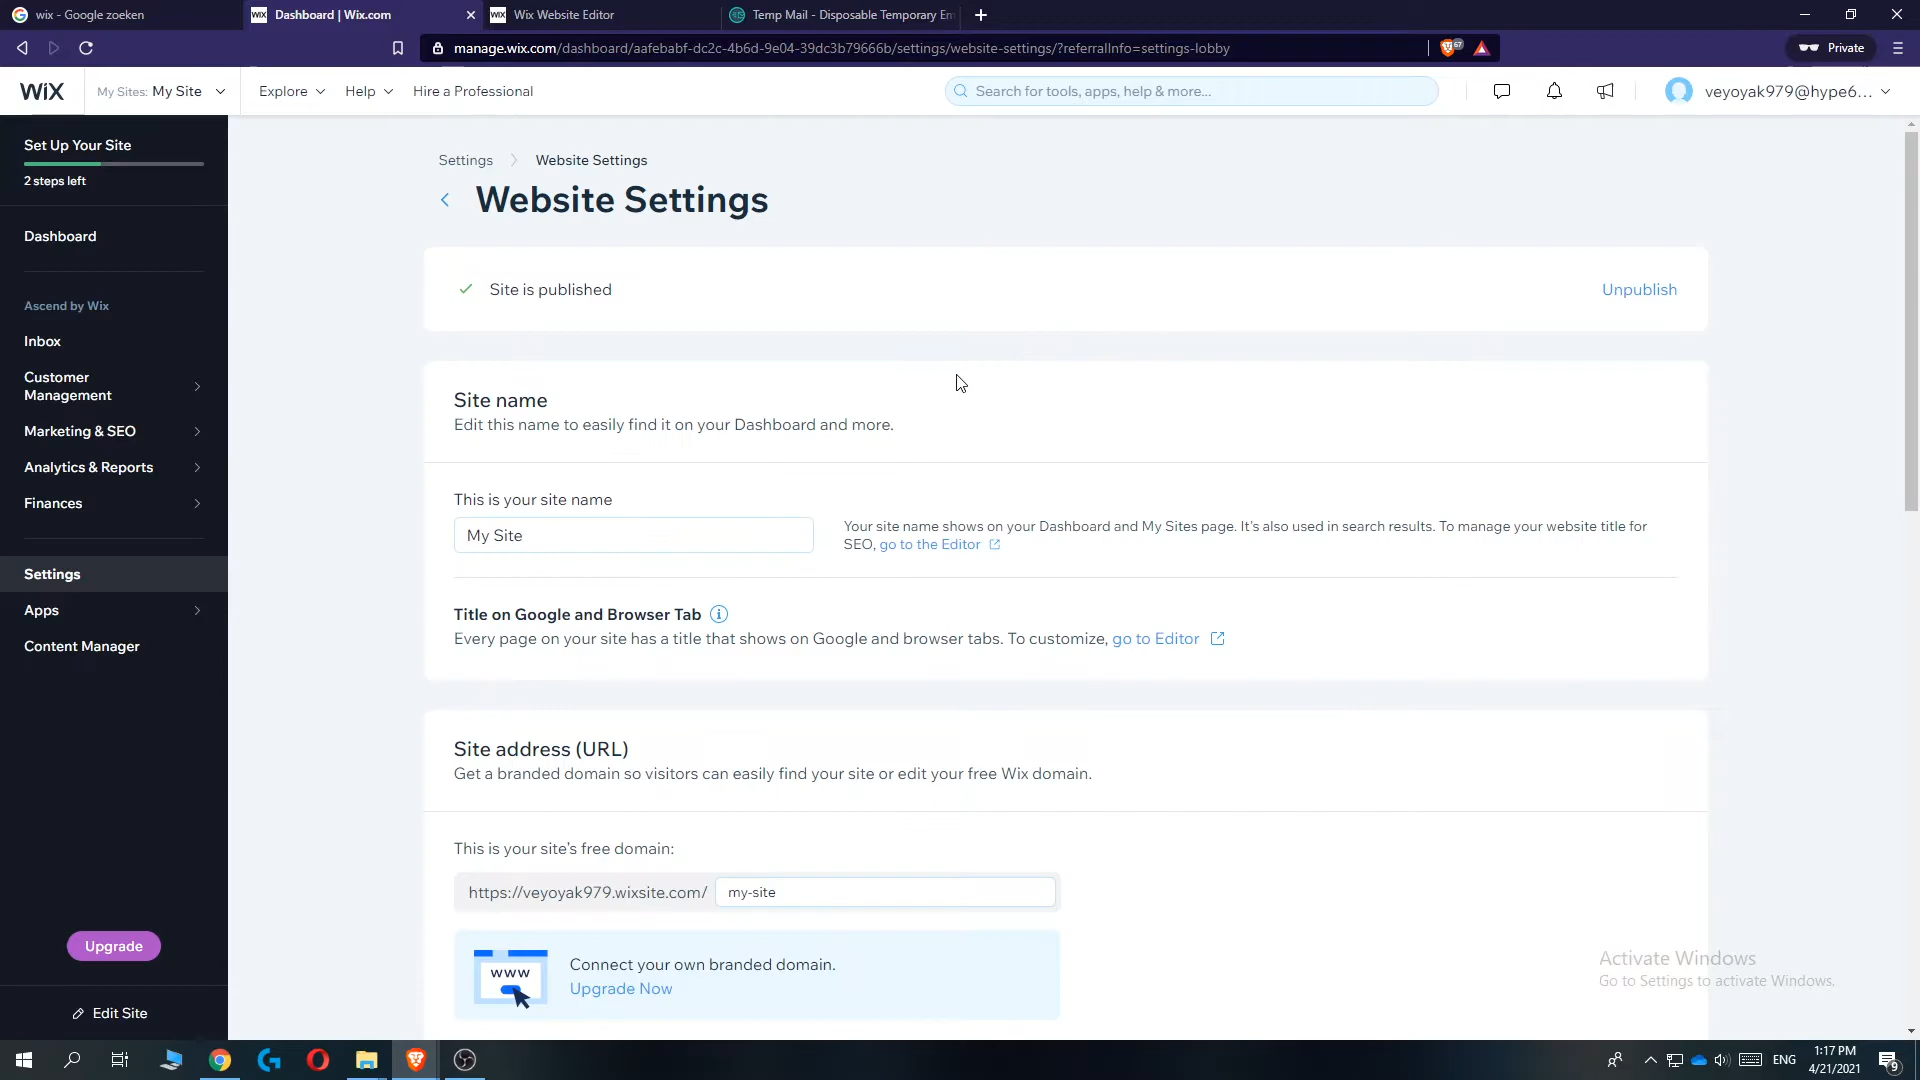 wix - Google zoeken
WiX
Dashboard | Wix.com
WiX
Wix Website Editor
Temp Mail - Disposable Temporary Em
manage.wix.com/dashboard/aafebabf-dc2c-4b6d-9e04-39dc3b79666b/settings/website-settings/?referralInfo=settings-lobby
67
Private
WiX
My Sites: My Site
Explore
Help
Hire a Professional
Search for tools, apps, help & more...
veyoyak979@hype6...
Set Up Your Site
2 steps left
Dashboard
Ascend by Wix
Inbox
Customer
Management
Marketing & SEO
Analytics & Reports
Finances
Settings
Apps
Content Manager
Upgrade
Edit Site
Settings
Website Settings
Website Settings
Site is published
Unpublish
Site name
Edit this name to easily find it on your Dashboard and more.
This is your site name
My Site
Your site name shows on your Dashboard and My Sites page. It's also used in search results. To manage your website title for
SEO, go to the Editor
Title on Google and Browser Tab
Every page on your site has a title that shows on Google and browser tabs. To customize, go to Editor
Site address (URL)
Get a branded domain so visitors can easily find your site or edit your free Wix domain.
This is your site's free domain:
https://veyoyak979.wixsite.com/
my-site
www
Connect your own branded domain.
Upgrade Now
Activate Windows
Go to Settings to activate Windows.
ENG
1:17 PM
4/21/2021
9